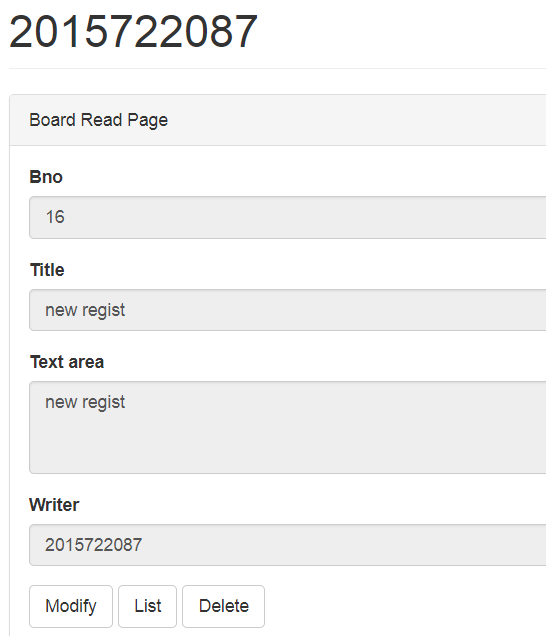 2015722087
Board Read Page
Bno
16
Title
new regist
Text area
new regist
Writer
2015722087
Modify List Delete